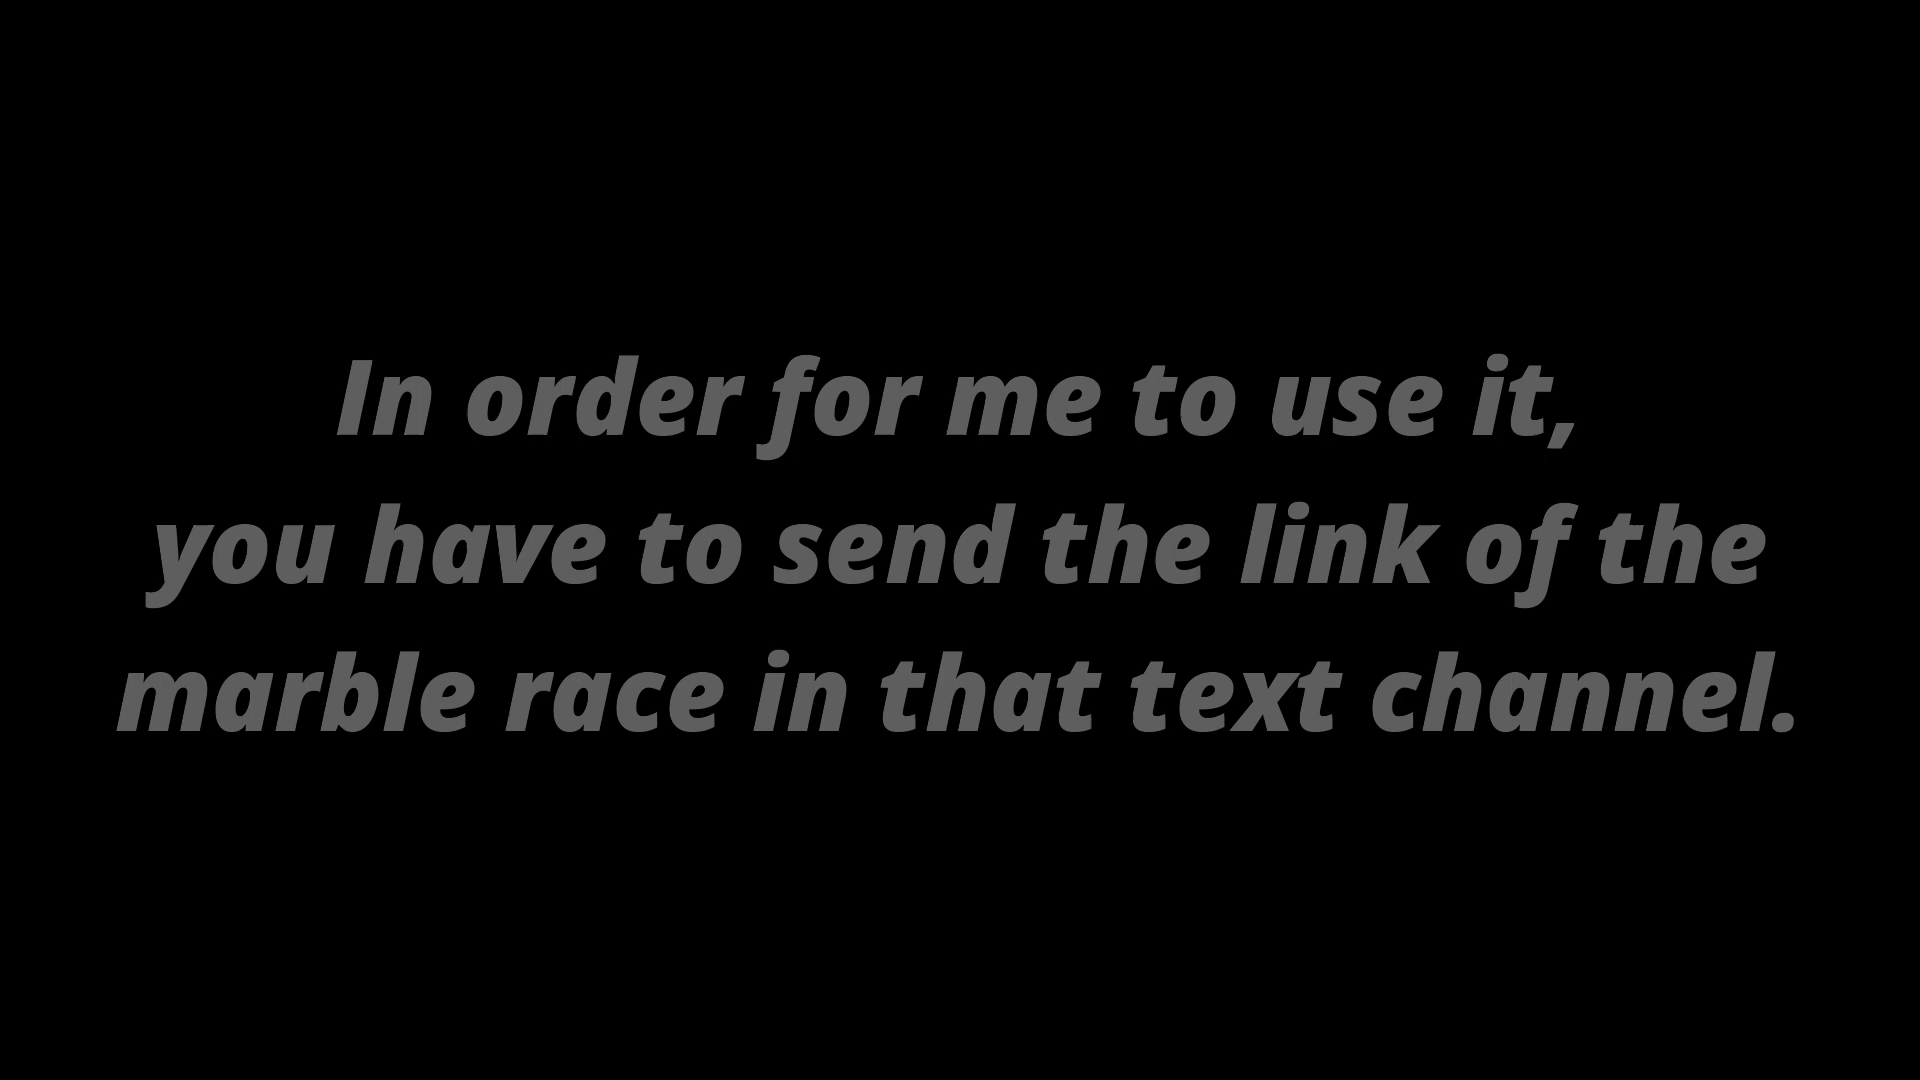 In order for me to use it,
you have to send the link of the
marble race in that text channel.